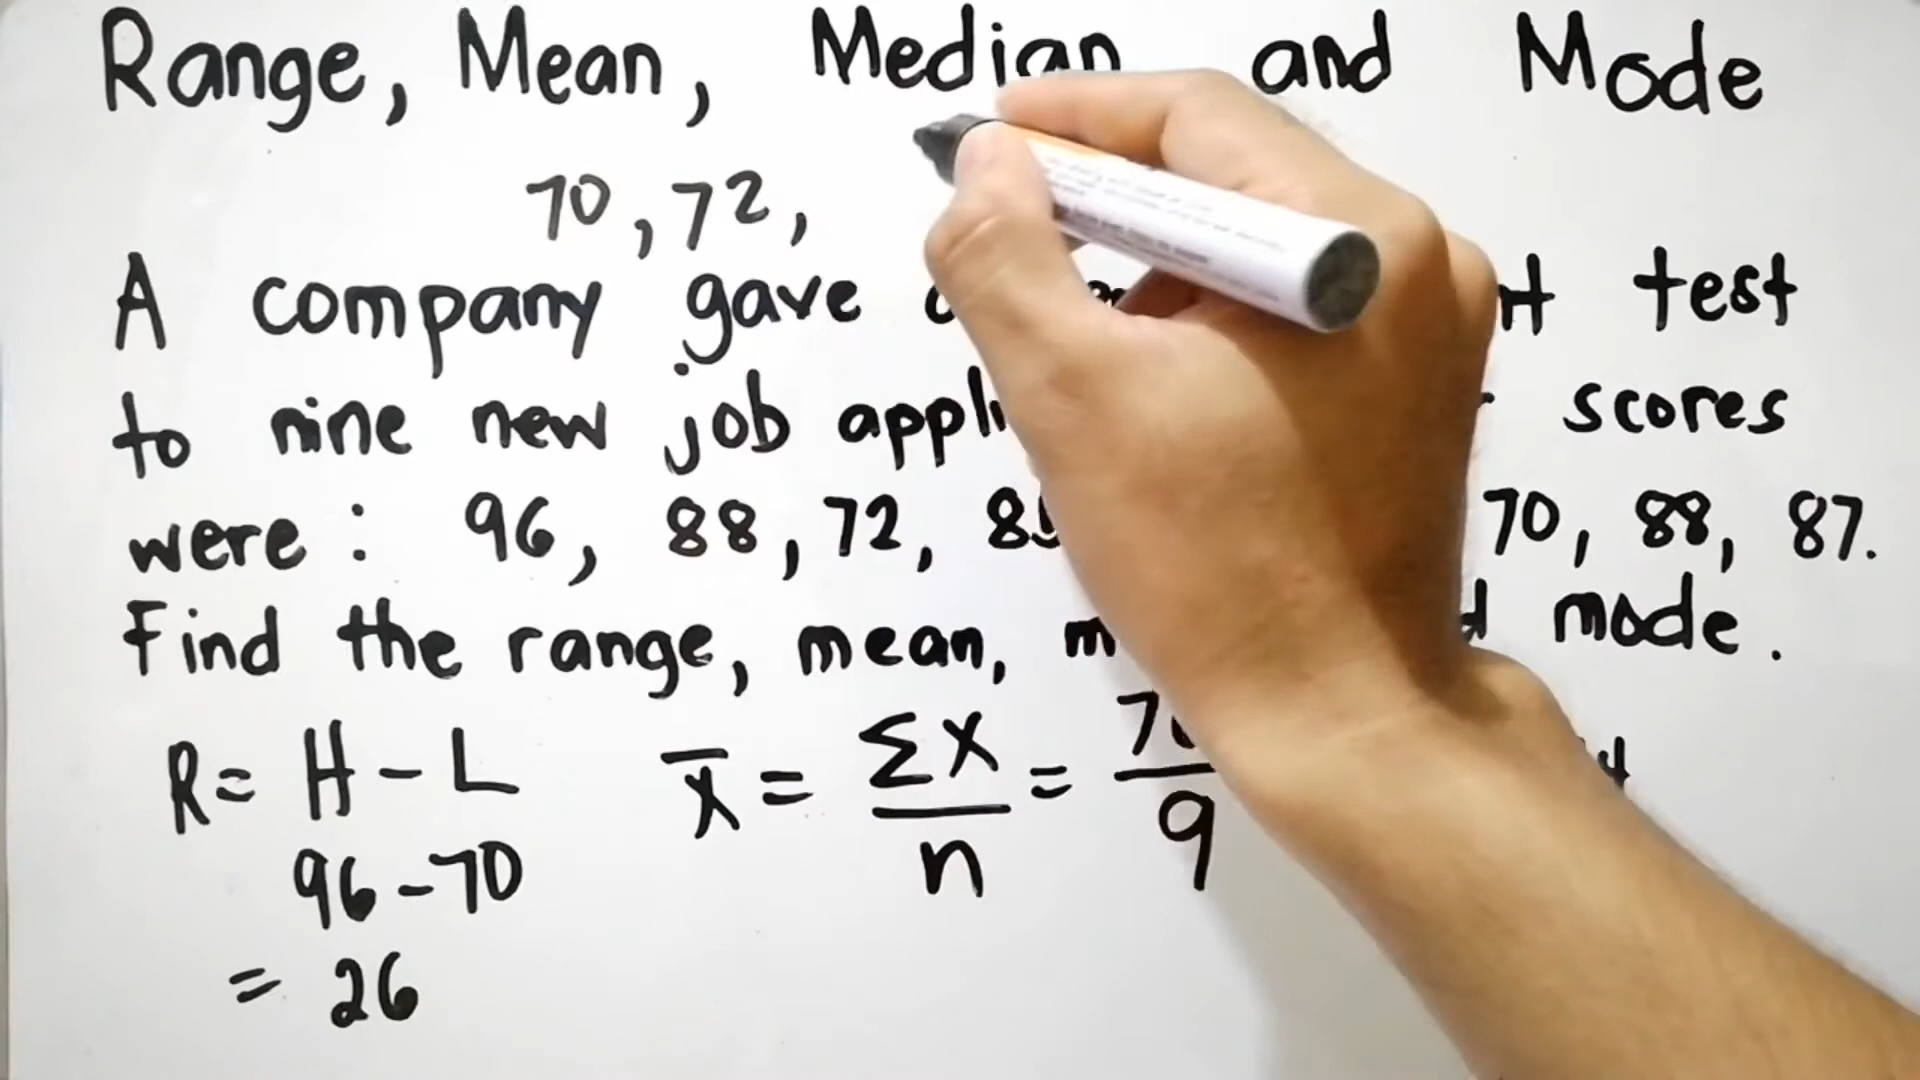 Range, Mean, Median and Mode
70, 72,
A company gave test
to nine new job scores
were: 96, 88, 72, 70, 88, 87.
Find the range, mean, mode.
R = H - L
96 - 70
= 26
x̄ = Σx / n = / 9